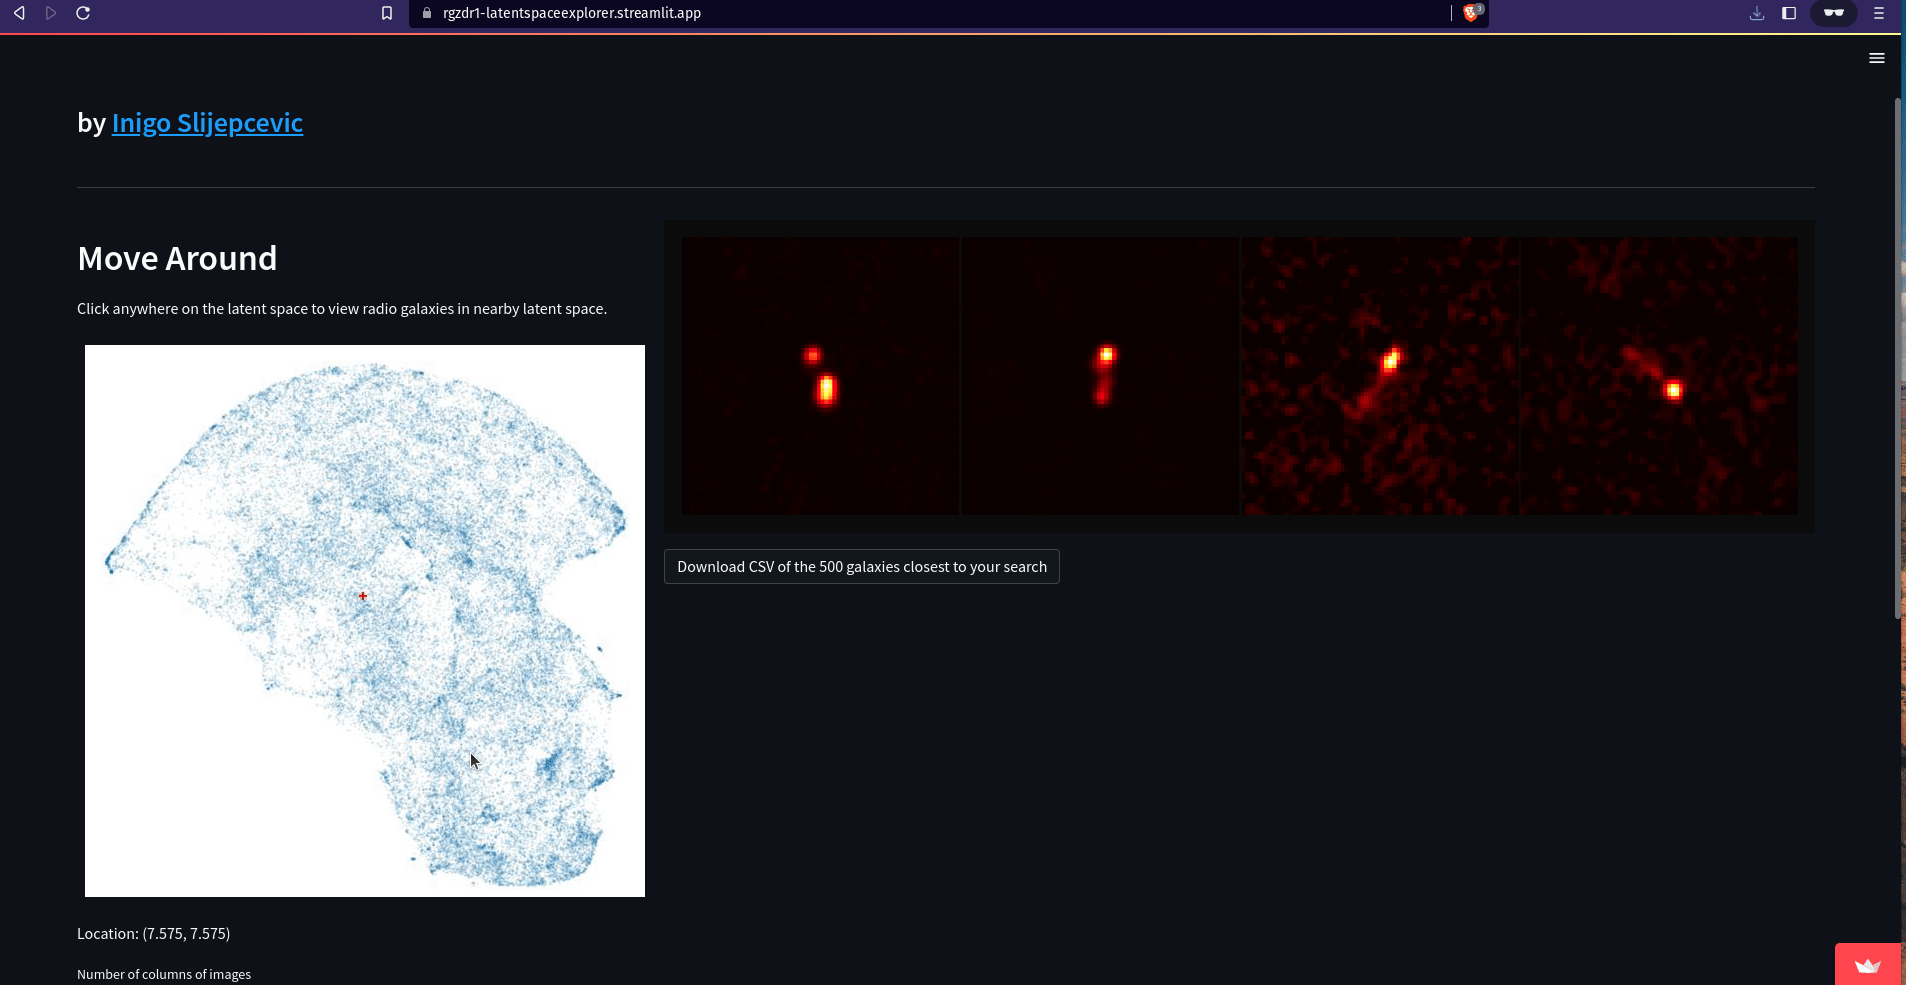 rgzdr1-latentspaceexplorer.streamlit.app
3
by Inigo Slijepcevic
Move Around
Click anywhere on the latent space to view radio galaxies in nearby latent space.
Download CSV of the 500 galaxies closest to your search
Location: (7.575, 7.575)
Number of columns of images